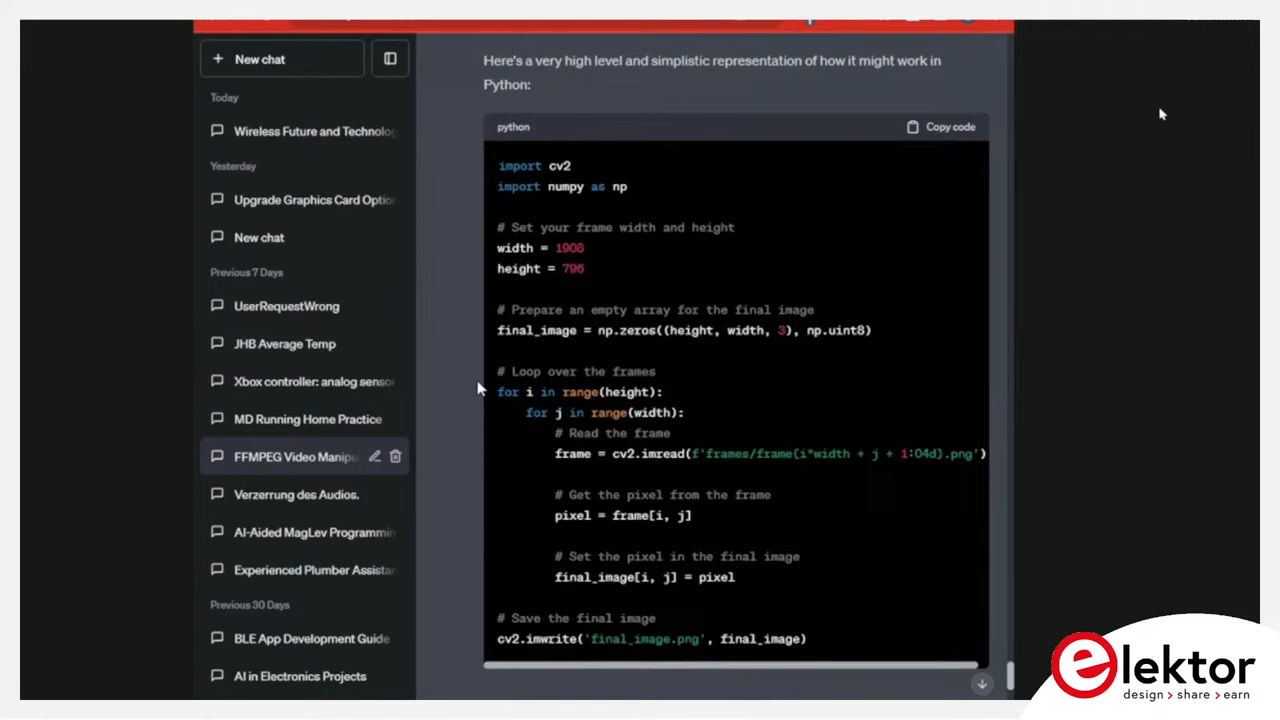 New chat
Today
Wireless Future and Technolog
Yesterday
Upgrade Graphics Card Optio
New chat
Previous 7 Days
UserRequestWrong
JHB Average Temp
Xbox controller: analog senso
MD Running Home Practice
FFMPEG Video Manipu
Verzerrung des Audios.
AI-Aided MagLev Programmin
Experienced Plumber Assista
Previous 30 Days
BLE App Development Guide
AI in Electronics Projects
Here's a very high level and simplistic representation of how it might work in
Python:
python
Copy code
import cv2
import numpy as np
# Set your frame width and height
width = 1908
height = 796
# Prepare an empty array for the final image
final_image = np.zeros((height, width, 3), np.uint8)
# Loop over the frames
for i in range(height):
for j in range(width):
# Read the frame
frame = cv2.imread(f'frames/frame{i*width + j + 1:04d}.png')
# Get the pixel from the frame
pixel = frame[i, j]
# Set the pixel in the final image
final_image[i, j] = pixel
# Save the final image
cv2.imwrite('final_image.png', final_image)
elektor
design > share > earn